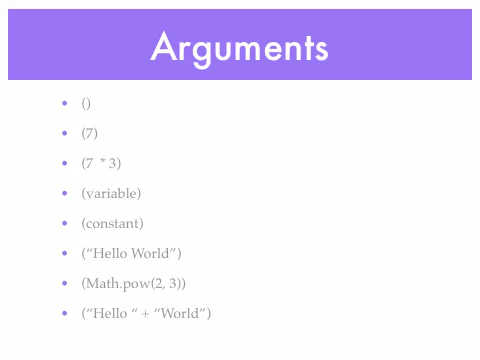 Arguments
• ()
• (7)
• (7  * 3)
• (variable)
• (constant)
• (“Hello World”)
• (Math.pow(2, 3))
• (“Hello “ + “World”)